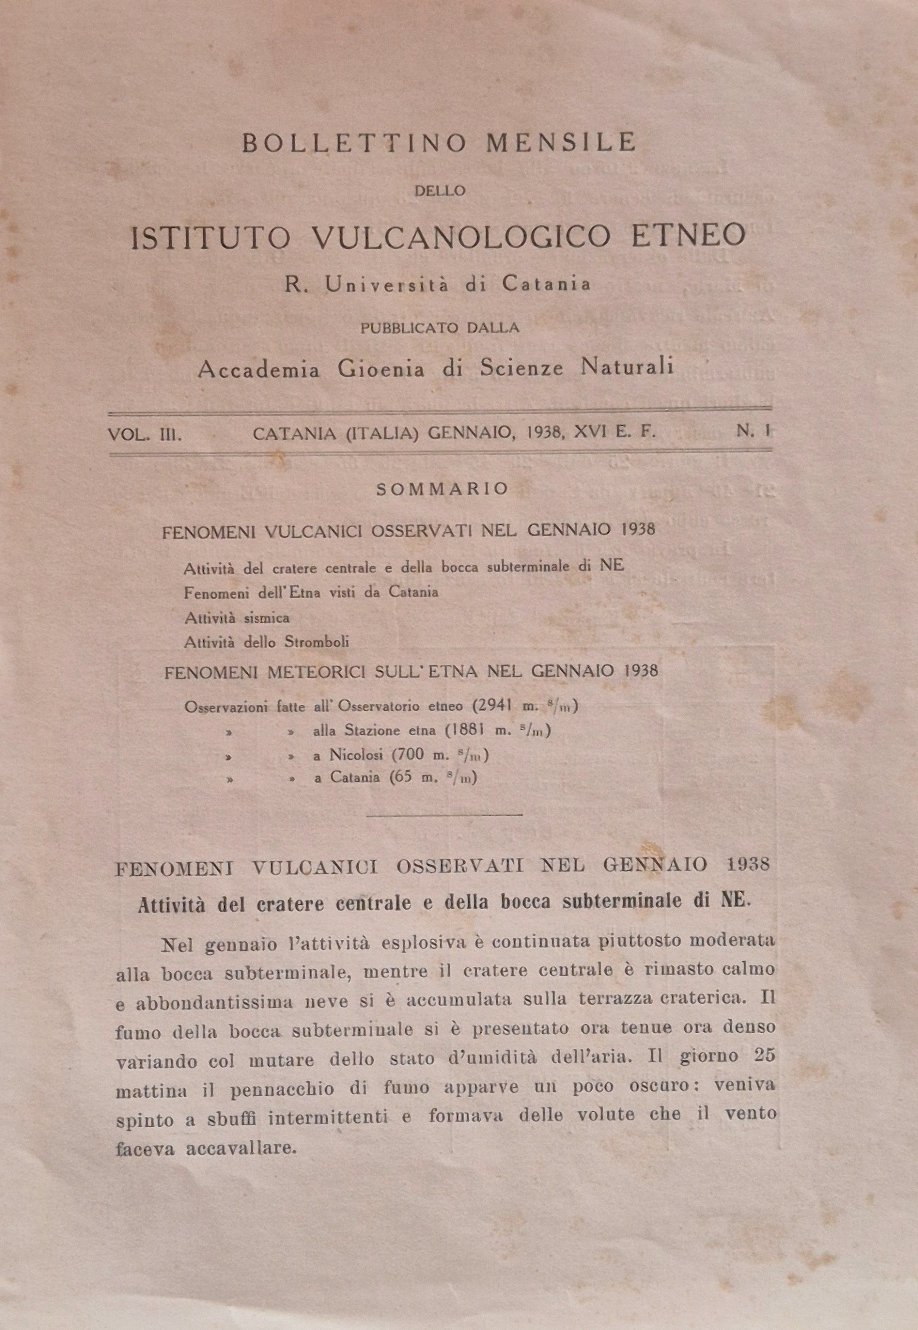 BOLLETTINO MENSILE
DELLO
ISTITUTO VULCANOLOGICO ETNEO
R. Università di Catania
PUBBLICATO DALLA
Accademia Gioenia di Scienze Naturali
VOL. III. CATANIA (ITALIA) GENNAIO, 1938, XVI E. F. N. 1
SOMMARIO
FENOMENI VULCANICI OSSERVATI NEL GENNAIO 1938
Attività del cratere centrale e della bocca subterminale di NE
Fenomeni dell'Etna visti da Catania
Attività sismica
Attività dello Stromboli
FENOMENI METEORICI SULL'ETNA NEL GENNAIO 1938
Osservazioni fatte all'Osservatorio etneo (2941 m. s/m)
» » alla Stazione etna (1881 m. s/m)
» » a Nicolosi (700 m. s/m)
» » a Catania (65 m. s/m)
FENOMENI VULCANICI OSSERVATI NEL GENNAIO 1938
Attività del cratere centrale e della bocca subterminale di NE.
Nel gennaio l'attività esplosiva è continuata piuttosto moderata
alla bocca subterminale, mentre il cratere centrale è rimasto calmo
e abbondantissima neve si è accumulata sulla terrazza craterica. Il
fumo della bocca subterminale si è presentato ora tenue ora denso
variando col mutare dello stato d'umidità dell'aria. Il giorno 25
mattina il pennacchio di fumo apparve un poco oscuro: veniva
spinto a sbuffi intermittenti e formava delle volute che il vento
faceva accavallare.